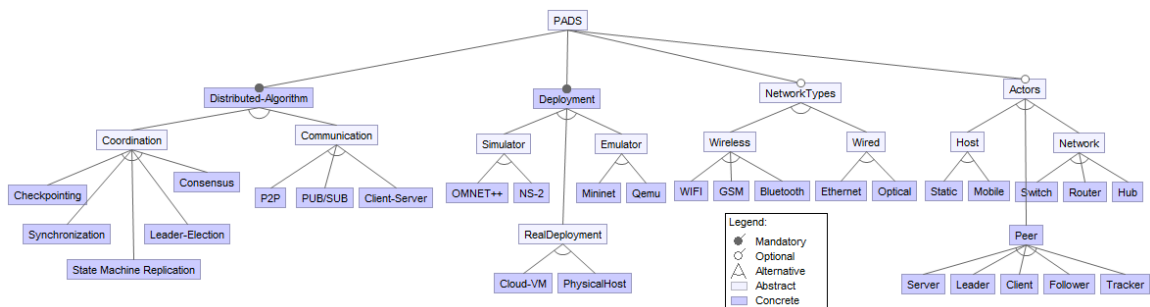 PADS
Distributed-Algorithm
Deployment
NetworkTypes
Actors
Coordination
Communication
Simulator
Emulator
Wireless
Wired
Host
Network
Checkpointing
Consensus
Synchronization
Leader-Election
State Machine Replication
P2P
PUB/SUB
Client-Server
OMNET++
NS-2
Mininet
Qemu
WIFI
GSM
Bluetooth
Ethernet
Optical
Static
Mobile
Switch
Router
Hub
RealDeployment
Cloud-VM
PhysicalHost
Peer
Server
Leader
Client
Follower
Tracker
Legend:
Mandatory
Optional
Alternative
Abstract
Concrete